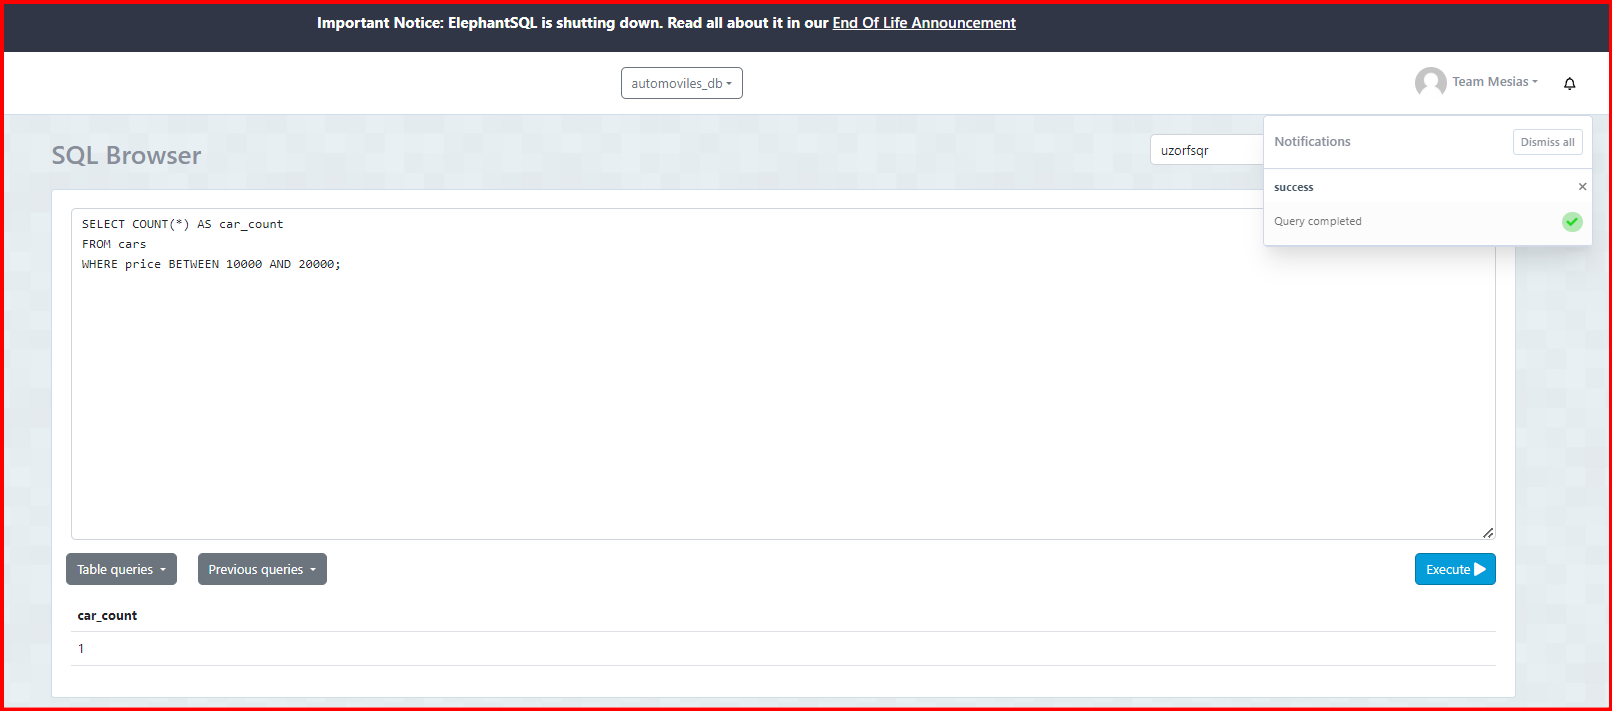 Important Notice: ElephantSQL is shutting down. Read all about it in our End Of Life Announcement
automoviles_db
Team Mesias
SQL Browser
uzorfsqr
Notifications
Dismiss all
success
×
Query completed
SELECT COUNT(*) AS car_count
FROM cars
WHERE price BETWEEN 10000 AND 20000;
Table queries
Previous queries
Execute
car_count
1